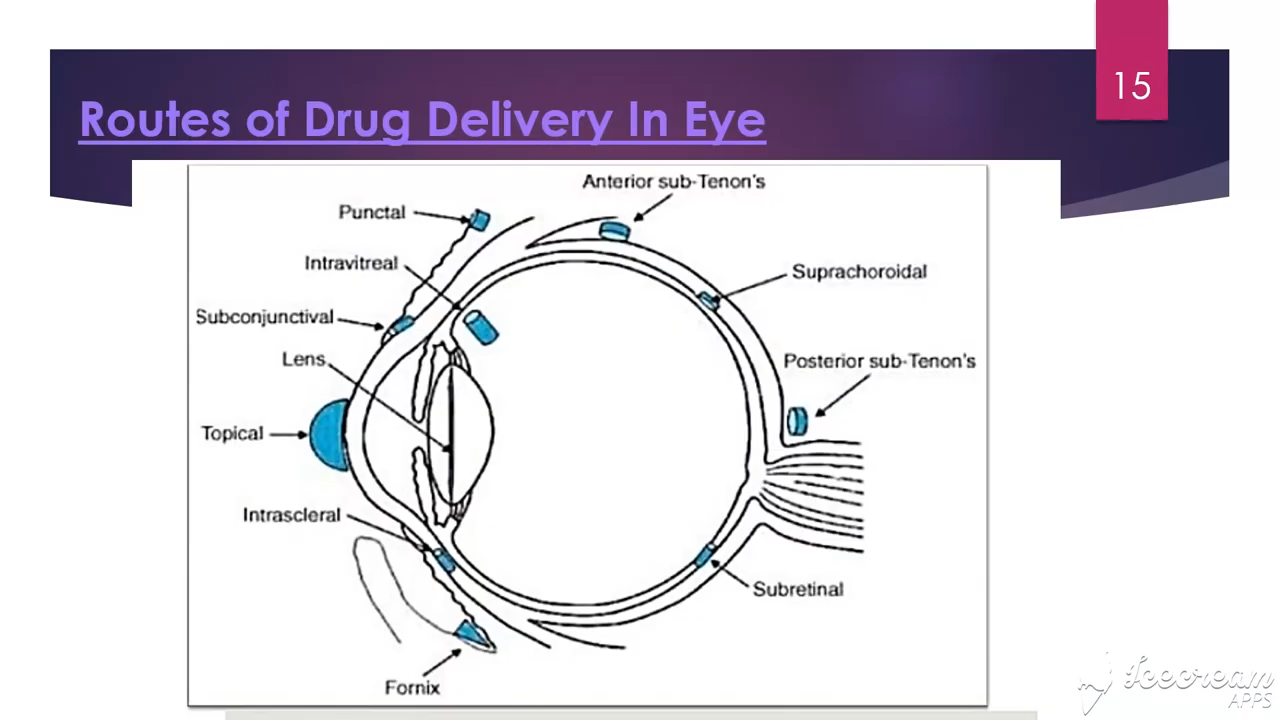 15
Routes of Drug Delivery In Eye
Anterior sub-Tenon's
Punctal
Intravitreal
Suprachoroidal
Subconjunctival
Lens
Posterior sub-Tenon's
Topical
Intrascleral
Subretinal
Fornix
Icecream
APPS